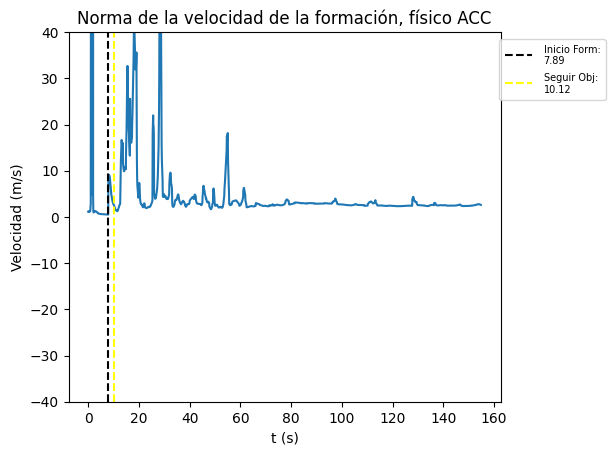 Norma de la velocidad de la formación, físico ACC
Inicio Form:
7.89
Seguir Obj:
10.12
Velocidad (m/s)
40
30
20
10
0
−10
−20
−30
−40
0 20 40 60 80 100 120 140 160
t (s)